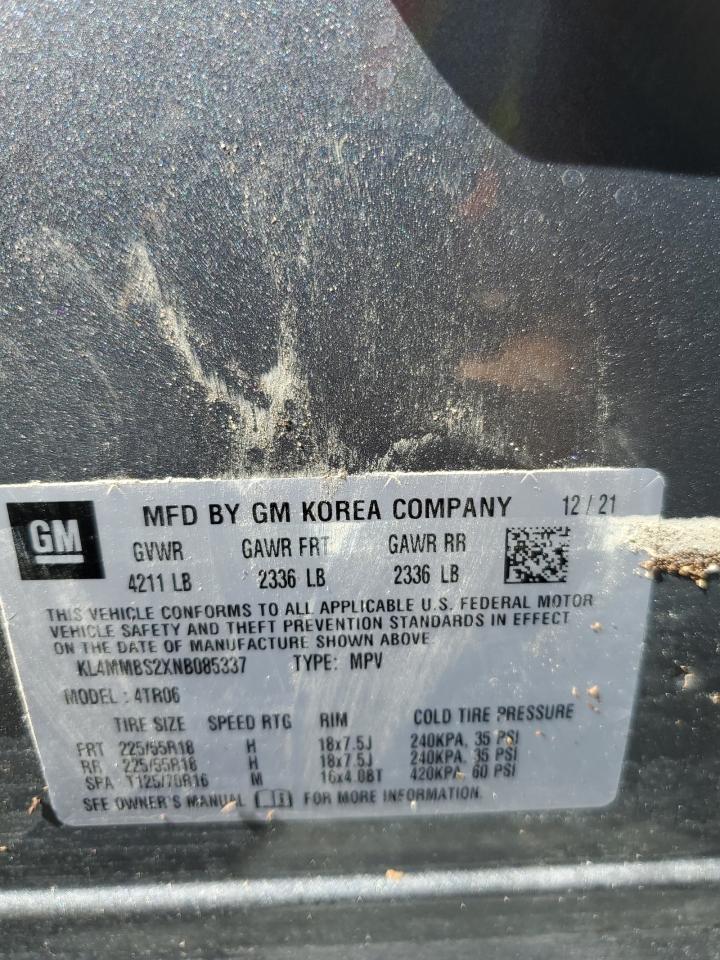 GM
MFD BY GM KOREA COMPANY 12 / 21
GVWR GAWR FRT GAWR RR
4211 LB 2336 LB 2336 LB
THIS VEHICLE CONFORMS TO ALL APPLICABLE U.S. FEDERAL MOTOR
VEHICLE SAFETY AND THEFT PREVENTION STANDARDS IN EFFECT
ON THE DATE OF MANUFACTURE SHOWN ABOVE
KL4MMBS2XNB085337 TYPE: MPV
MODEL : 4TR06
TIRE SIZE SPEED RTG RIM COLD TIRE PRESSURE
FRT 225/55R18 H 18x7.5J 240KPA, 35 PSI
RR 225/55R18 H 18x7.5J 240KPA, 35 PSI
SPA T125/70R16 M 16x4.0BT 420KPA, 60 PSI
SEE OWNER'S MANUAL FOR MORE INFORMATION.